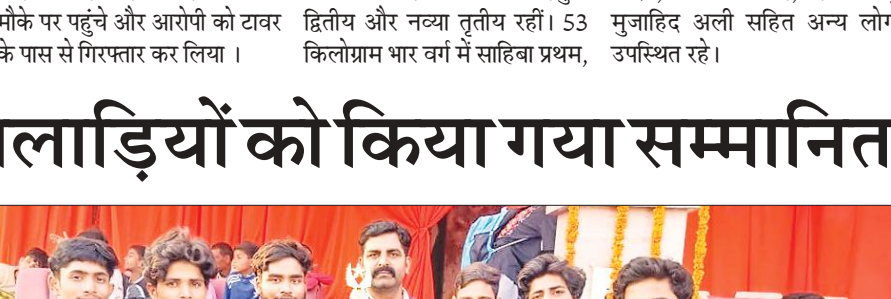 मौके पर पहुंचे और आरोपी को टावर
के पास से गिरफ्तार कर लिया ।
द्वितीय और नव्या तृतीय रहीं। 53
किलोग्राम भार वर्ग में साहिबा प्रथम,
मुजाहिद अली सहित अन्य लोग
उपस्थित रहे।
लाड़ियों को किया गया सम्मानित